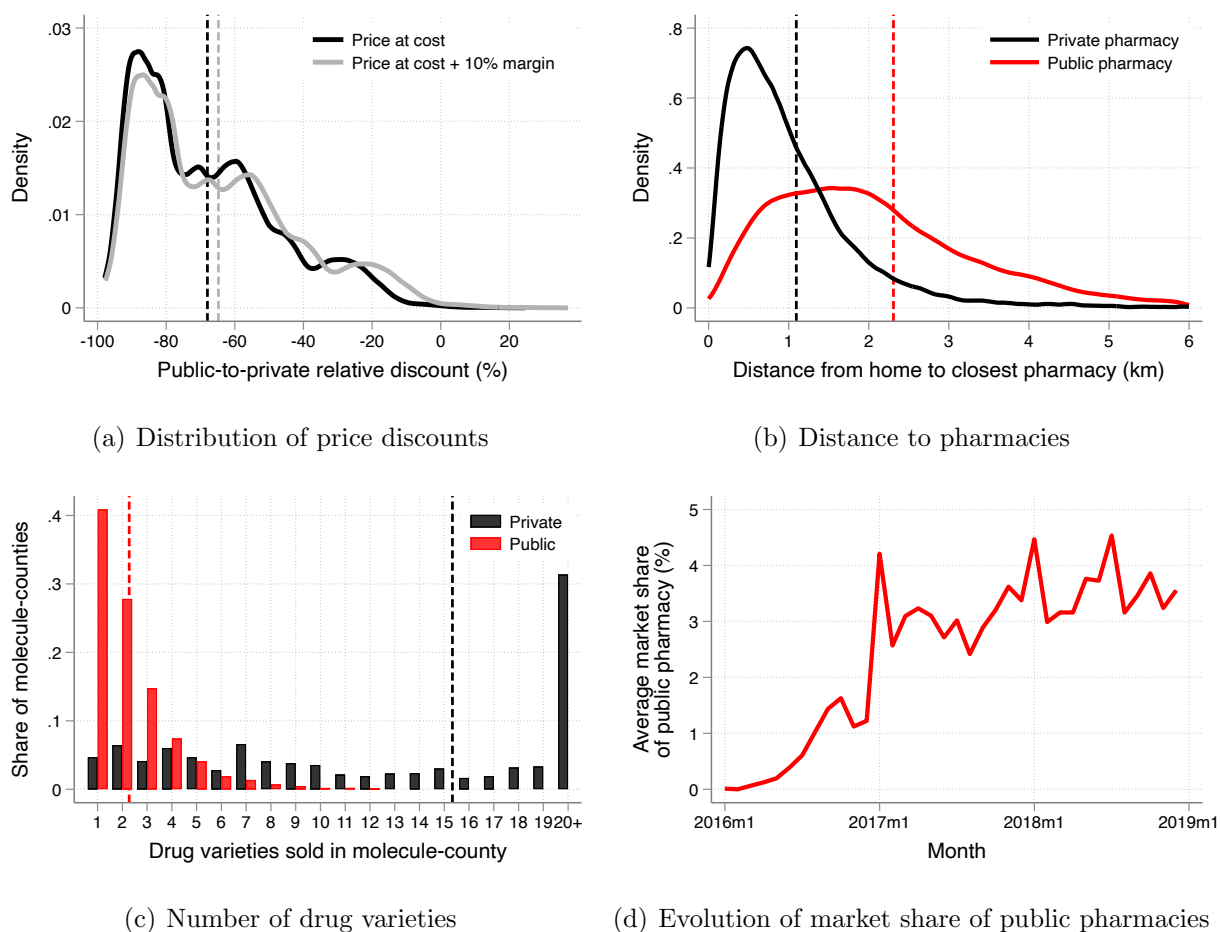 .03
.02
.01
0
Density
-100 -80 -60 -40 -20 0 20
Public-to-private relative discount (%)
Price at cost
Price at cost + 10% margin
(a) Distribution of price discounts
.8
.6
.4
.2
0
Density
0 1 2 3 4 5 6
Distance from home to closest pharmacy (km)
Private pharmacy
Public pharmacy
(b) Distance to pharmacies
.4
.3
.2
.1
0
Share of molecule-counties
1 2 3 4 5 6 7 8 9 10 11 12 13 14 15 16 17 18 19 20+
Drug varieties sold in molecule-county
Private
Public
(c) Number of drug varieties
5
4
3
2
1
0
Average market share
of public pharmacy (%)
2016m1 2017m1 2018m1 2019m1
Month
(d) Evolution of market share of public pharmacies